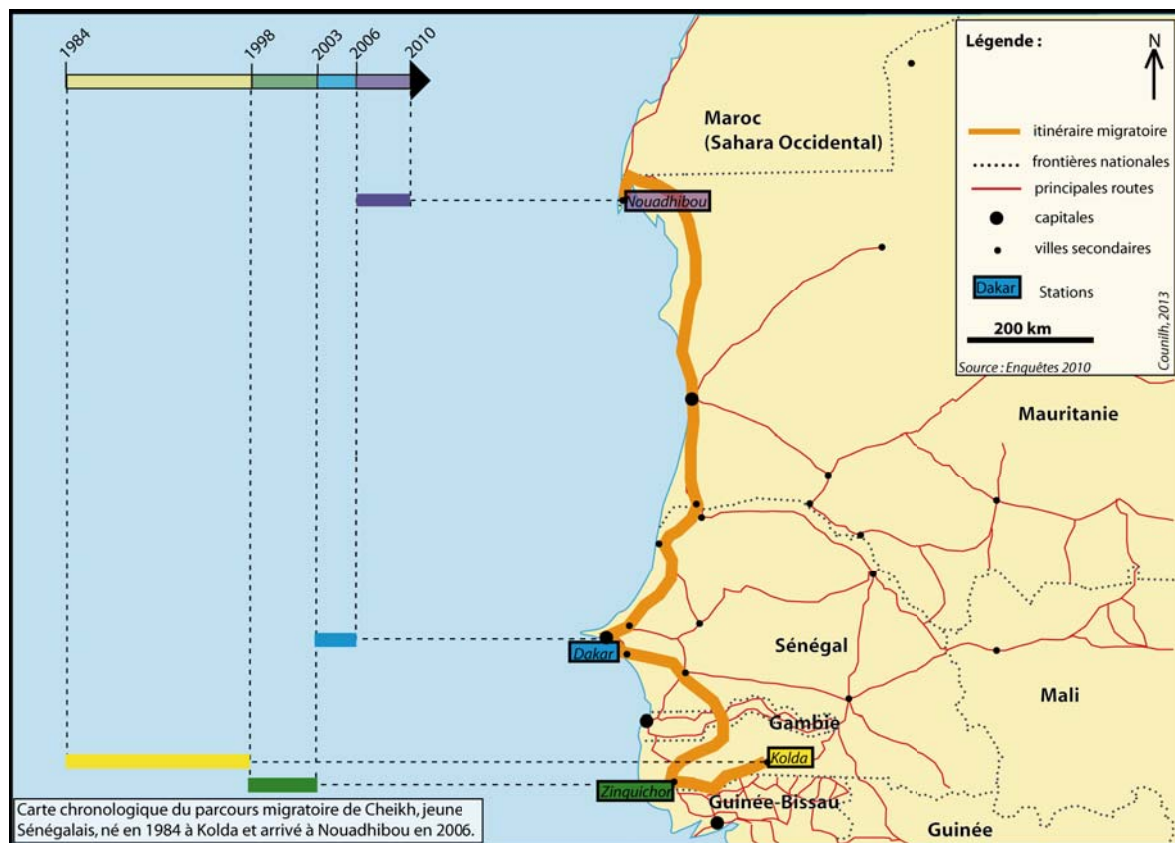 1984
1998
2003
2006
2010
Légende :
N
itinéraire migratoire
frontières nationales
principales routes
capitales
villes secondaires
Dakar
Stations
200 km
Source : Enquêtes 2010
Counilh, 2013
Maroc
(Sahara Occidental)
Nouadhibou
Mauritanie
Sénégal
Dakar
Mali
Gambie
Kolda
Zinguichor
Guinée-Bissau
Guinée
Carte chronologique du parcours migratoire de Cheikh, jeune
Sénégalais, né en 1984 à Kolda et arrivé à Nouadhibou en 2006.